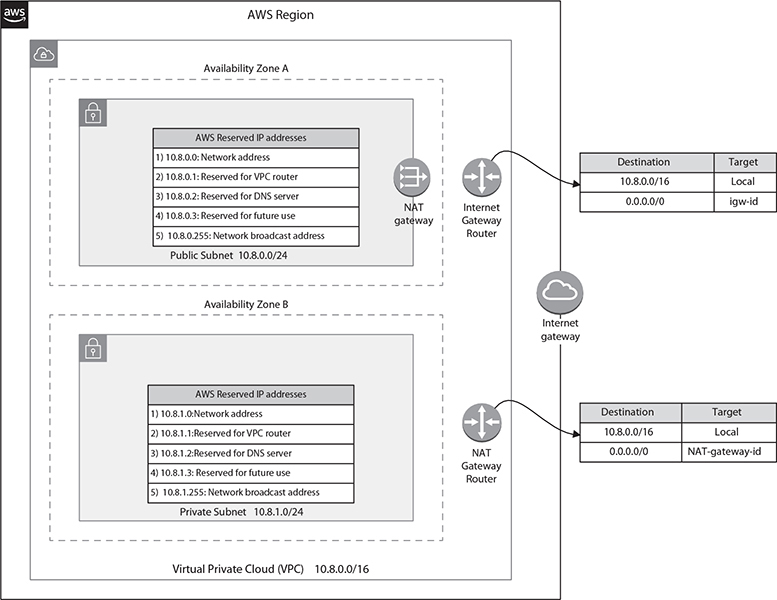 aws
AWS Region
Availability Zone A
AWS Reserved IP addresses
1) 10.8.0.0: Network address
2) 10.8.0.1: Reserved for VPC router
3) 10.8.0.2: Reserved for DNS server
4) 10.8.0.3: Reserved for future use
5)  10.8.0.255: Network broadcast address
Public Subnet  10.8.0.0/24
NAT
gateway
Internet
Gateway
Router
Destination Target
10.8.0.0/16 Local
0.0.0.0/0 igw-id
Internet
gateway
Availability Zone B
AWS Reserved IP addresses
1) 10.8.1.0:Network address
2) 10.8.1.1:Reserved for VPC router
3) 10.8.1.2:Reserved for DNS server
4) 10.8.1.3: Reserved for future use
5)  10.8.1.255: Network broadcast address
Private Subnet  10.8.1.0/24
NAT
Gateway
Router
Destination Target
10.8.0.0/16 Local
0.0.0.0/0 NAT-gateway-id
Virtual Private Cloud (VPC)   10.8.0.0/16